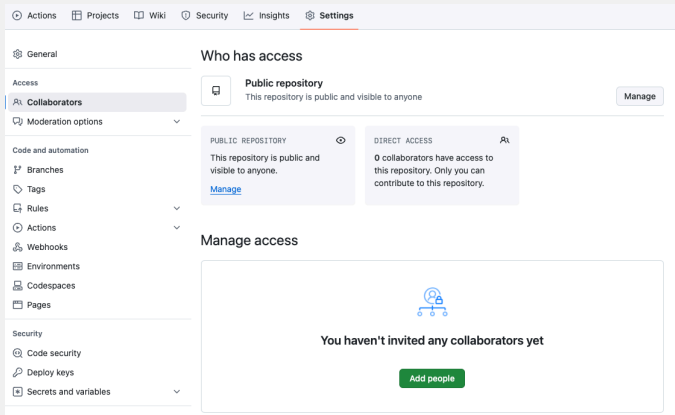 Actions Projects Wiki Security Insights Settings
General
Access
Collaborators
Moderation options
Code and automation
Branches
Tags
Rules
Actions
Webhooks
Environments
Codespaces
Pages
Security
Code security
Deploy keys
Secrets and variables
Who has access
Public repository
This repository is public and visible to anyone
Manage
PUBLIC REPOSITORY
This repository is public and
visible to anyone.
Manage
DIRECT ACCESS
0 collaborators have access to
this repository. Only you can
contribute to this repository.
Manage access
You haven't invited any collaborators yet
Add people